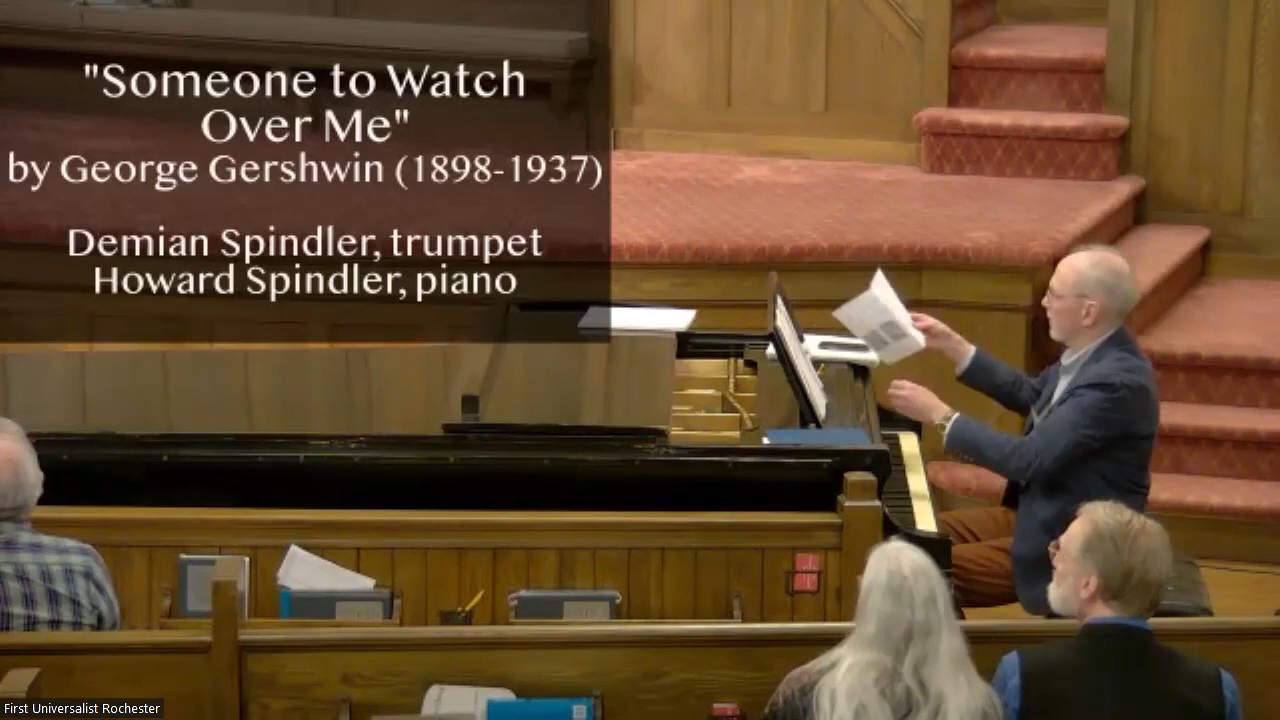 "Someone to Watch
Over Me"
by George Gershwin (1898-1937)
Demian Spindler, trumpet
Howard Spindler, piano
First Universalist Rochester